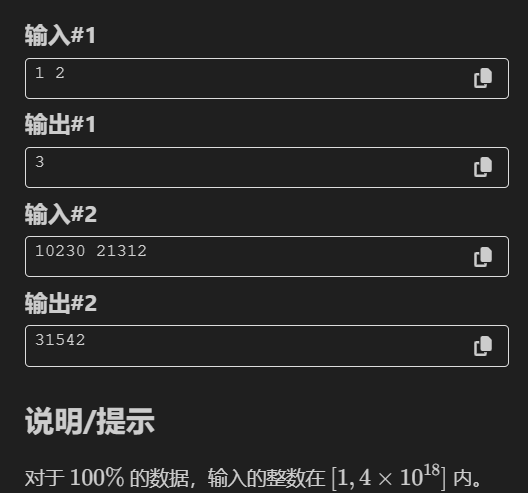 输入#1
1 2
输出#1
3
输入#2
10230 21312
输出#2
31542
说明/提示
对于 100% 的数据，输入的整数在 [1, 4 × 10^18] 内。